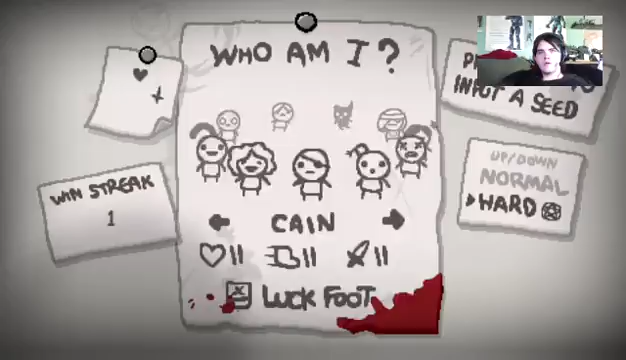 WHO AM I?
INPUT A SEED
WIN STREAK
1
UP/DOWN
NORMAL
HARD
CAIN
LUCK FOOT